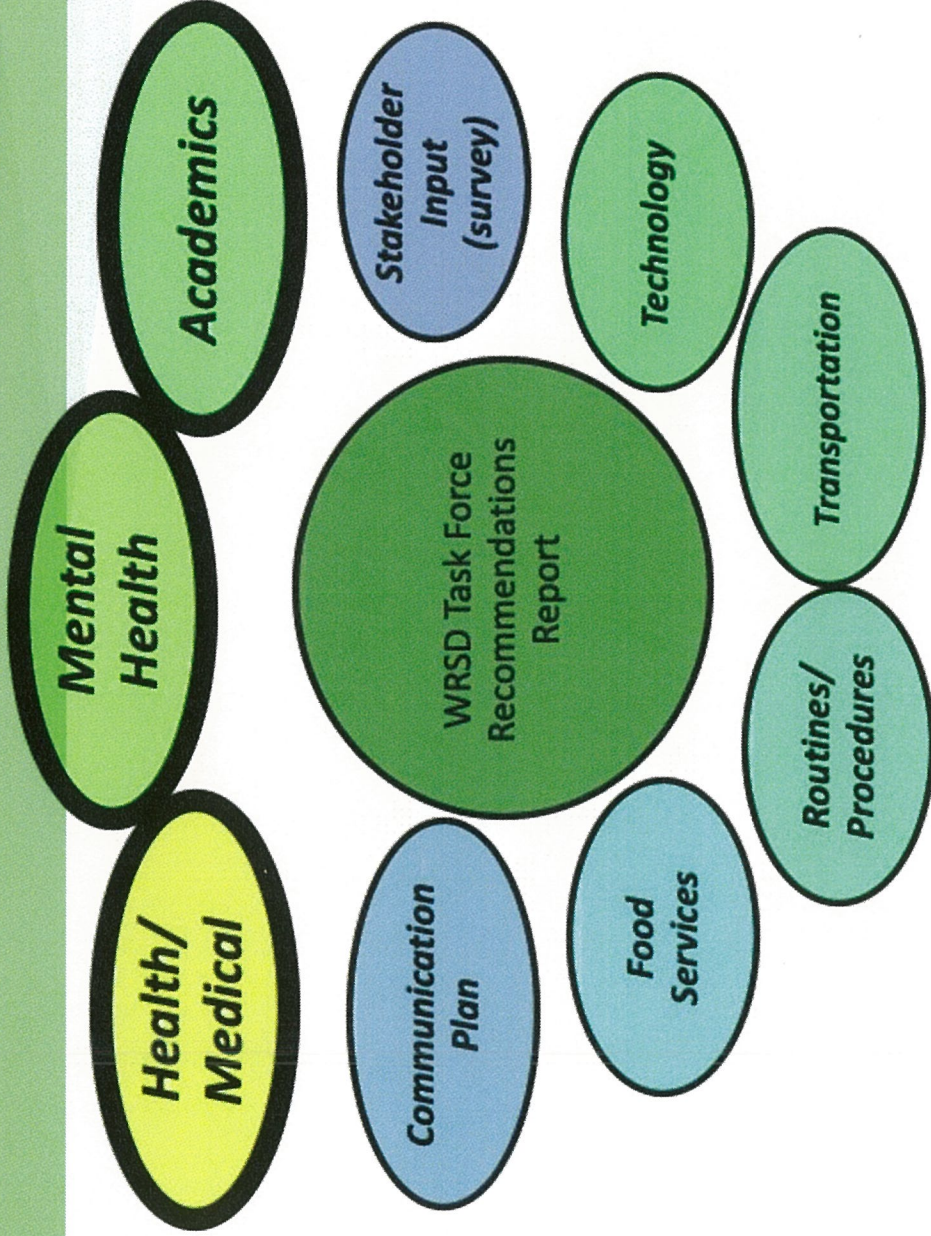 Health/
Medical
Mental
Health
Academics
Communication
Plan
WRSD Task Force
Recommendations
Report
Stakeholder
Input
(survey)
Food
Services
Technology
Routines/
Procedures
Transportation